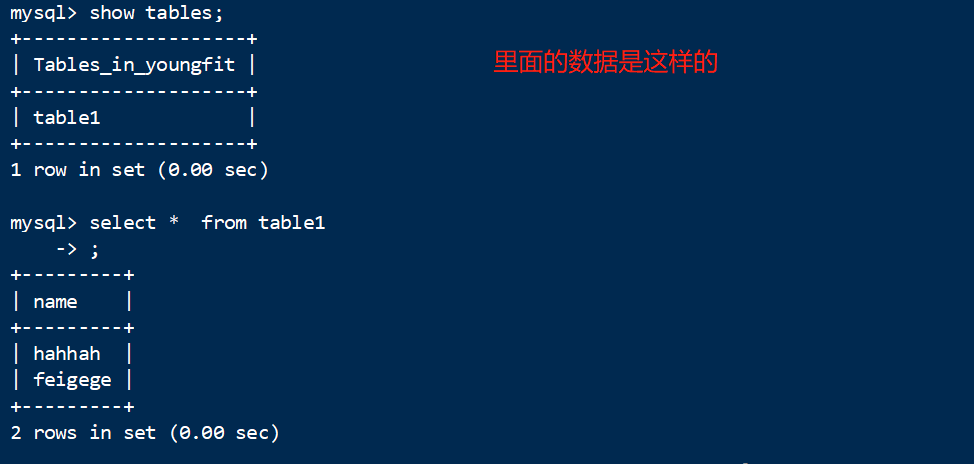 mysql> show tables;
+--------------------+
| Tables_in_youngfit |
里面的数据是这样的
+--------------------+
| table1             |
+--------------------+
1 row in set (0.00 sec)
mysql> select *  from table1
    -> ;
+---------+
| name    |
+---------+
| hahhah  |
| feigege |
+---------+
2 rows in set (0.00 sec)